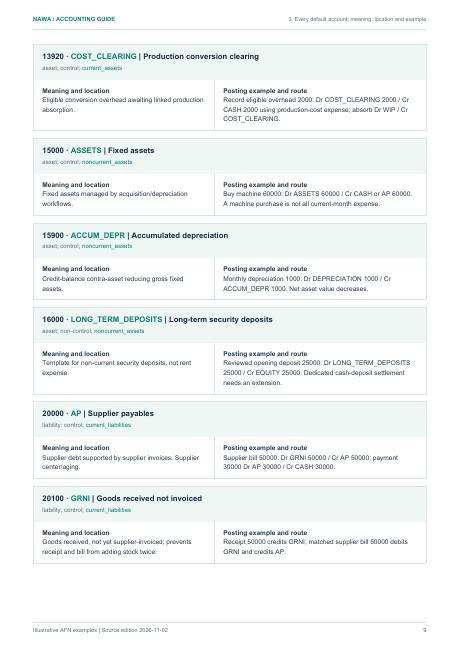 NAWA / ACCOUNTING GUIDE
3. Every default account: meaning, location and example
13920 · COST_CLEARING | Production conversion clearing
asset; control; current_assets
Meaning and location
Eligible conversion overhead awaiting linked production
absorption.
Posting example and route
Record eligible overhead 2000: Dr COST_CLEARING 2000 / Cr
CASH 2000 using production-cost expense; absorb Dr WIP / Cr
COST_CLEARING.
15000 · ASSETS | Fixed assets
asset; control; noncurrent_assets
Meaning and location
Fixed assets managed by acquisition/depreciation
workflows.
Posting example and route
Buy machine 60000: Dr ASSETS 60000 / Cr CASH or AP 60000.
A machine purchase is not all current-month expense.
15900 · ACCUM_DEPR | Accumulated depreciation
asset; control; noncurrent_assets
Meaning and location
Credit-balance contra-asset reducing gross fixed
assets.
Posting example and route
Monthly depreciation 1000: Dr DEPRECIATION 1000 / Cr
ACCUM_DEPR 1000. Net asset value decreases.
16000 · LONG_TERM_DEPOSITS | Long-term security deposits
asset; non-control; noncurrent_assets
Meaning and location
Template for non-current security deposits, not rent
expense.
Posting example and route
Reviewed opening deposit 25000: Dr LONG_TERM_DEPOSITS
25000 / Cr EQUITY 25000. Dedicated cash-deposit settlement
needs an extension.
20000 · AP | Supplier payables
liability; control; current_liabilities
Meaning and location
Supplier debt supported by supplier invoices. Supplier
center/aging.
Posting example and route
Supplier bill 50000: Dr GRNI 50000 / Cr AP 50000; payment
30000 Dr AP 30000 / Cr CASH 30000.
20100 · GRNI | Goods received not invoiced
liability; control; current_liabilities
Meaning and location
Goods received, not yet supplier-invoiced; prevents
receipt and bill from adding stock twice.
Posting example and route
Receipt 50000 credits GRNI; matched supplier bill 50000 debits
GRNI and credits AP.
Illustrative AFN examples | Source edition 2026-11-02
9